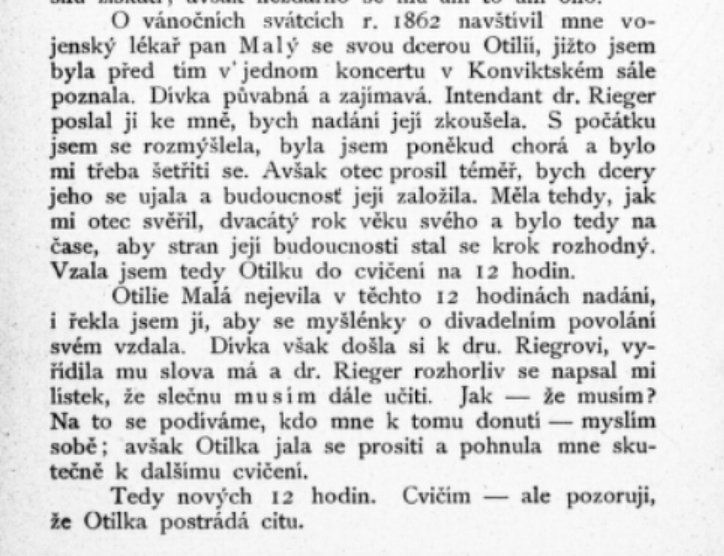 O vánočních svátcích r. 1862 navštívil mne vo-
jenský lékař pan Malý se svou dcerou Otilií, jižto jsem
byla před tím v jednom koncertu v Konviktském sále
poznala. Dívka půvabná a zajímavá. Intendant dr. Rieger
poslal ji ke mně, bych nadání její zkoušela. S počátku
jsem se rozmýšlela, byla jsem poněkud chorá a bylo
mi třeba šetřiti se. Avšak otec prosil téměř, bych dcery
jeho se ujala a budoucnosť její založila. Měla tehdy, jak
mi otec svěřil, dvacátý rok věku svého a bylo tedy na
čase, aby stran její budoucnosti stal se krok rozhodný.
Vzala jsem tedy Otilku do cvičení na 12 hodin.
Otilie Malá nejevila v těchto 12 hodinách nadání,
i řekla jsem jí, aby se myšlénky o divadelním povolání
svém vzdala. Dívka však došla si k dru. Riegrovi, vy-
řídila mu slova má a dr. Rieger rozhorliv se napsal mi
lístek, že slečnu musím dále učiti. Jak — že musím?
Na to se podíváme, kdo mne k tomu donutí — myslím
sobě; avšak Otilka jala se prositi a pohnula mne sku-
tečně k dalšímu cvičení.
Tedy nových 12 hodin. Cvičím — ale pozoruji,
že Otilka postrádá citu.